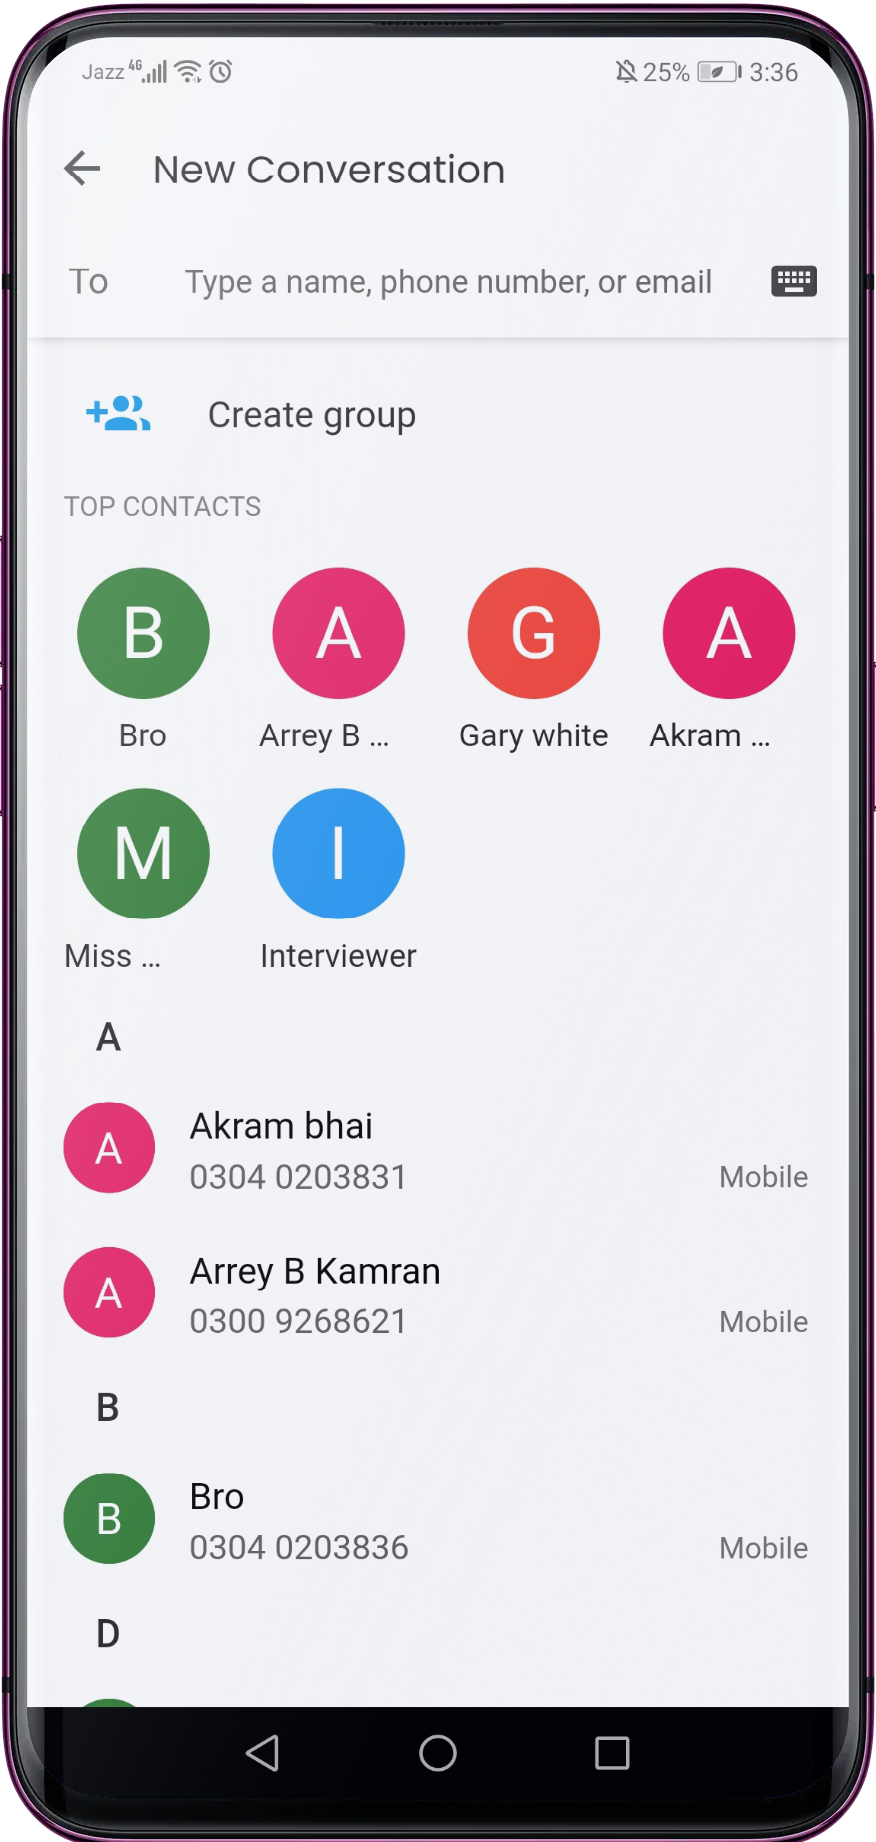 Jazz 4G 25% 3:36
New Conversation
To Type a name, phone number, or email
Create group
TOP CONTACTS
B A G A
Bro Arrey B ... Gary white Akram ...
M I
Miss ... Interviewer
A
A Akram bhai
0304 0203831 Mobile
A Arrey B Kamran
0300 9268621 Mobile
B
B Bro
0304 0203836 Mobile
D